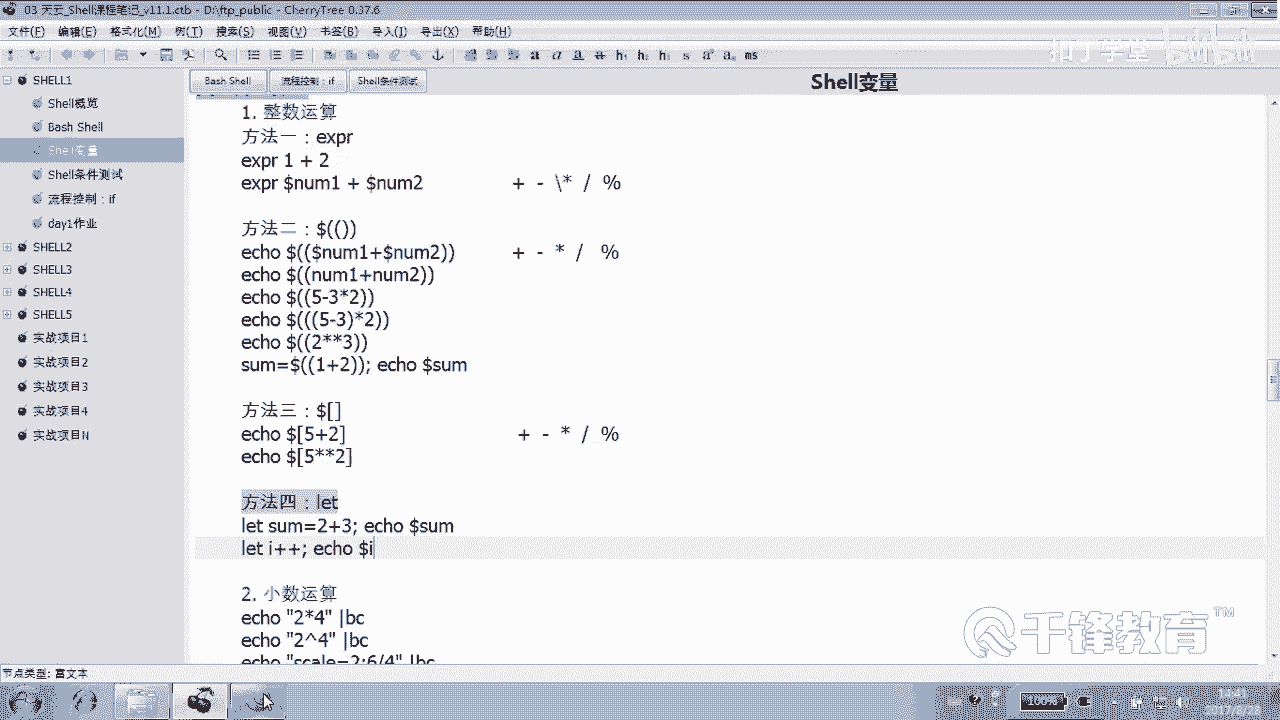 03_天云_Shell课程笔记_v11.1.ctb - D:\ftp_public - CherryTree 0.37.6
文件(F) 编辑(E) 格式化(M) 树(T) 搜索(S) 视图(V) 书签(B) 导入(I) 导出(X) 帮助(H)
扣丁学堂 bilibili
SHELL1
Shell概览
Bash Shell
Shell变量
Shell条件测试
流程控制：if
day1作业
SHELL2
SHELL3
SHELL4
SHELL5
实战项目1
实战项目2
实战项目3
实战项目4
实战项目N
Bash Shell 流程控制：if Shell条件测试
Shell变量
1. 整数运算
方法一：expr
expr 1 + 2
expr $num1 + $num2 + - \* / %
方法二：$(())
echo $(($num1+$num2)) + - * / %
echo $((num1+num2))
echo $((5-3*2))
echo $(((5-3)*2))
echo $((2**3))
sum=$((1+2)); echo $sum
方法三：$[]
echo $[5+2] + - * / %
echo $[5**2]
方法四：let
let sum=2+3; echo $sum
let i++; echo $i
2. 小数运算
echo "2*4" |bc
echo "2^4" |bc
echo "scale=2;6/4" |bc
千锋教育 TM
节点类型: 富文本
100%